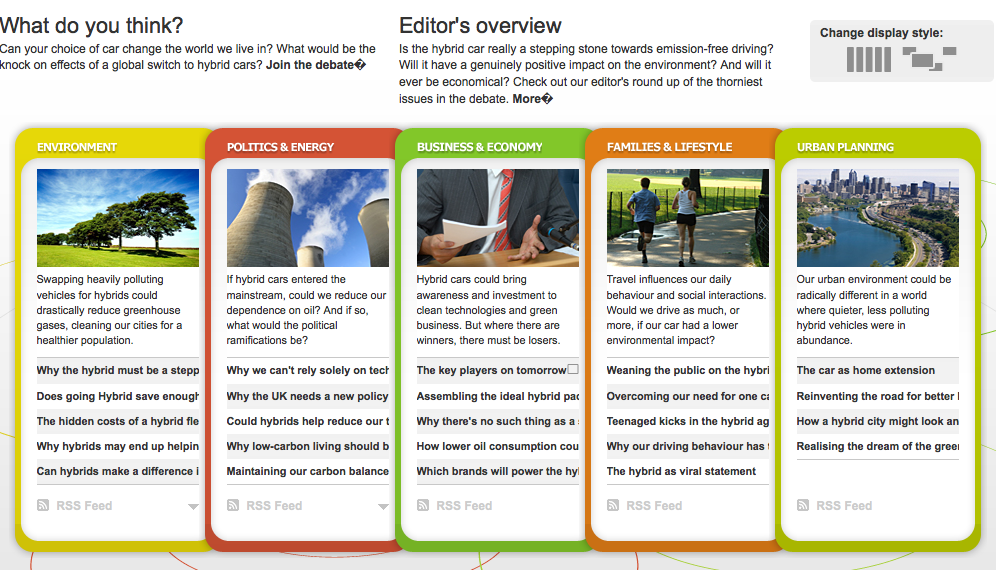 What do you think?
Can your choice of car change the world we live in? What would be the
knock on effects of a global switch to hybrid cars? Join the debate�
Editor's overview
Is the hybrid car really a stepping stone towards emission-free driving?
Will it have a genuinely positive impact on the environment? And will it
ever be economical? Check out our editor's round up of the thorniest
issues in the debate. More�
Change display style:
ENVIRONMENT
Swapping heavily polluting
vehicles for hybrids could
drastically reduce greenhouse
gases, cleaning our cities for a
healthier population.
Why the hybrid must be a stepp
Does going Hybrid save enough
The hidden costs of a hybrid fle
Why hybrids may end up helpin
Can hybrids make a difference i
RSS Feed
POLITICS & ENERGY
If hybrid cars entered the
mainstream, could we reduce our
dependence on oil? And if so,
what would the political
ramifications be?
Why we can't rely solely on tech
Why the UK needs a new policy
Could hybrids help reduce our t
Why low-carbon living should b
Maintaining our carbon balance
RSS Feed
BUSINESS & ECONOMY
Hybrid cars could bring
awareness and investment to
clean technologies and green
business. But where there are
winners, there must be losers.
The key players on tomorrow□
Assembling the ideal hybrid pac
Why there's no such thing as a
How lower oil consumption cou
Which brands will power the hy
RSS Feed
FAMILIES & LIFESTYLE
Travel influences our daily
behaviour and social interactions.
Would we drive as much, or
more, if our car had a lower
environmental impact?
Weaning the public on the hybri
Overcoming our need for one ca
Teenaged kicks in the hybrid ag
Why our driving behaviour has
The hybrid as viral statement
RSS Feed
URBAN PLANNING
Our urban environment could be
radically different in a world
where quieter, less polluting
hybrid vehicles were in
abundance.
The car as home extension
Reinventing the road for better
How a hybrid city might look an
Realising the dream of the gree
RSS Feed